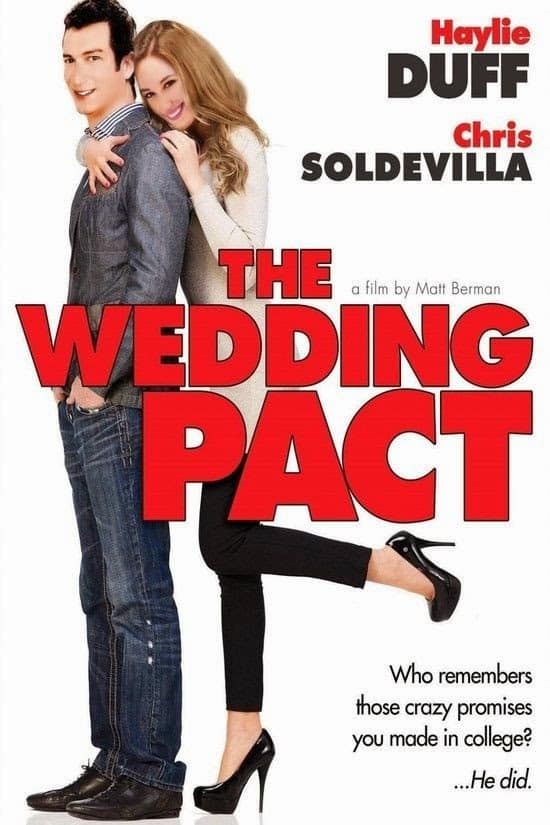 Haylie
DUFF
Chris
SOLDEVILLA
THE
a film by Matt Berman
WEDDING
PACT
Who remembers
those crazy promises
you made in college?
...He did.